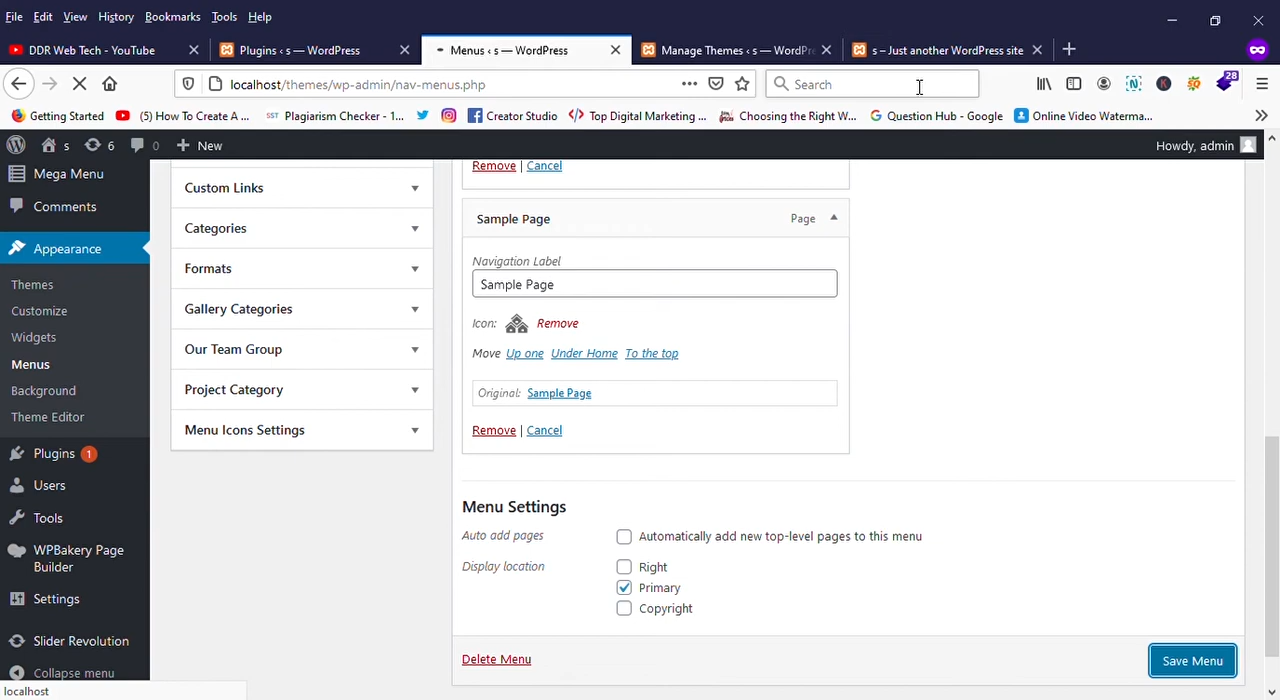 File Edit View History Bookmarks Tools Help
DDR Web Tech - YouTube
Plugins ‹ s — WordPress
Menus ‹ s — WordPress
Manage Themes ‹ s — WordPre
s – Just another WordPress site
localhost/themes/wp-admin/nav-menus.php
Search
28
Getting Started
(5) How To Create A ...
SST Plagiarism Checker - 1...
Creator Studio
Top Digital Marketing ...
Choosing the Right W...
Question Hub - Google
Online Video Waterma...
s 6 0 + New
Howdy, admin
Mega Menu
Comments
Appearance
Themes
Customize
Widgets
Menus
Background
Theme Editor
Plugins 1
Users
Tools
WPBakery Page
Builder
Settings
Slider Revolution
Collapse menu
localhost
Custom Links
Categories
Formats
Gallery Categories
Our Team Group
Project Category
Menu Icons Settings
Remove | Cancel
Sample Page Page
Navigation Label
Sample Page
Icon: Remove
Move Up one Under Home To the top
Original: Sample Page
Remove | Cancel
Menu Settings
Auto add pages Automatically add new top-level pages to this menu
Display location Right
Primary
Copyright
Delete Menu
Save Menu